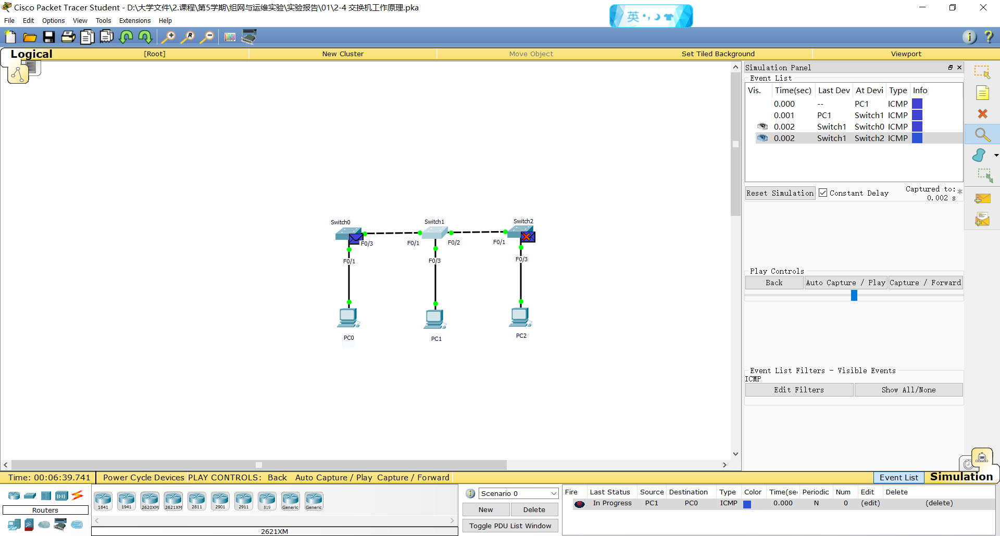 Cisco Packet Tracer Student - D:\大学文件\2.课程\第5学期\组网与运维实验\实验报告\01\2-4 交换机工作原理.pka
英
File Edit Options View Tools Extensions Help
R
i ?
Logical [Root] New Cluster Move Object Set Tiled Background Viewport
Simulation Panel
Event List
Vis. Time(sec) Last Dev At Devi Type Info
0.000 -- PC1 ICMP
0.001 PC1 Switch1 ICMP
0.002 Switch1 Switch0 ICMP
0.002 Switch1 Switch2 ICMP
Reset Simulation Constant Delay Captured to: *
0.002 s
Switch0 Switch1 Switch2
F0/3 F0/1 F0/2 F0/1
F0/1 F0/3 F0/3
PC0 PC1 PC2
Play Controls
Back Auto Capture / Play Capture / Forward
Event List Filters - Visible Events
ICMP
Edit Filters Show All/None
Time: 00:06:39.741 Power Cycle Devices PLAY CONTROLS: Back Auto Capture / Play Capture / Forward Event List Simulation
Routers
1841 1941 2620XM 2621XM 2811 2901 2911 819 Generic Generic
2621XM
i Scenario 0
New Delete
Toggle PDU List Window
Fire Last Status Source Destination Type Color Time(se Periodic Num Edit Delete
In Progress PC1 PC0 ICMP 0.000 N 0 (edit) (delete)